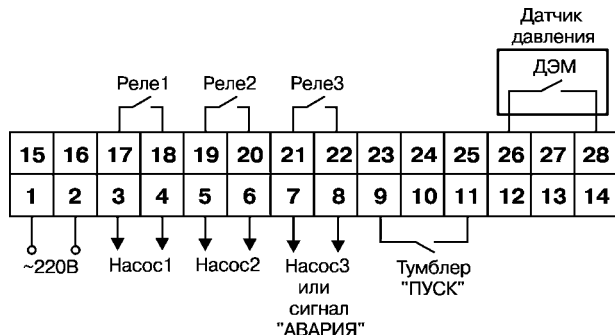 Датчик
давления
ДЭМ
Реле1 Реле2 Реле3
15 16 17 18 19 20 21 22 23 24 25 26 27 28
1 2 3 4 5 6 7 8 9 10 11 12 13 14
~220В Насос1 Насос2 Насос3
или
сигнал
"АВАРИЯ"
Тумблер
"ПУСК"